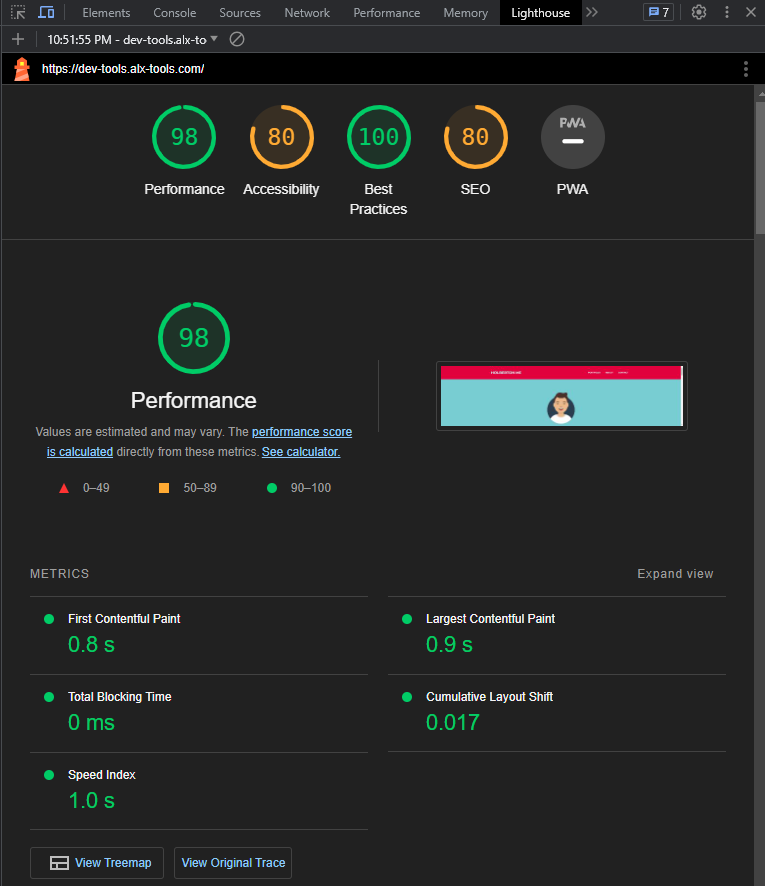 Elements Console Sources Network Performance Memory Lighthouse 7
10:51:55 PM - dev-tools.alx-to
https://dev-tools.alx-tools.com/
98 80 100 80 PWA
Performance Accessibility Best Practices SEO PWA
98
Performance
Values are estimated and may vary. The performance score
is calculated directly from these metrics. See calculator.
0–49 50–89 90–100
METRICS Expand view
First Contentful Paint
0.8 s
Largest Contentful Paint
0.9 s
Total Blocking Time
0 ms
Cumulative Layout Shift
0.017
Speed Index
1.0 s
View Treemap View Original Trace